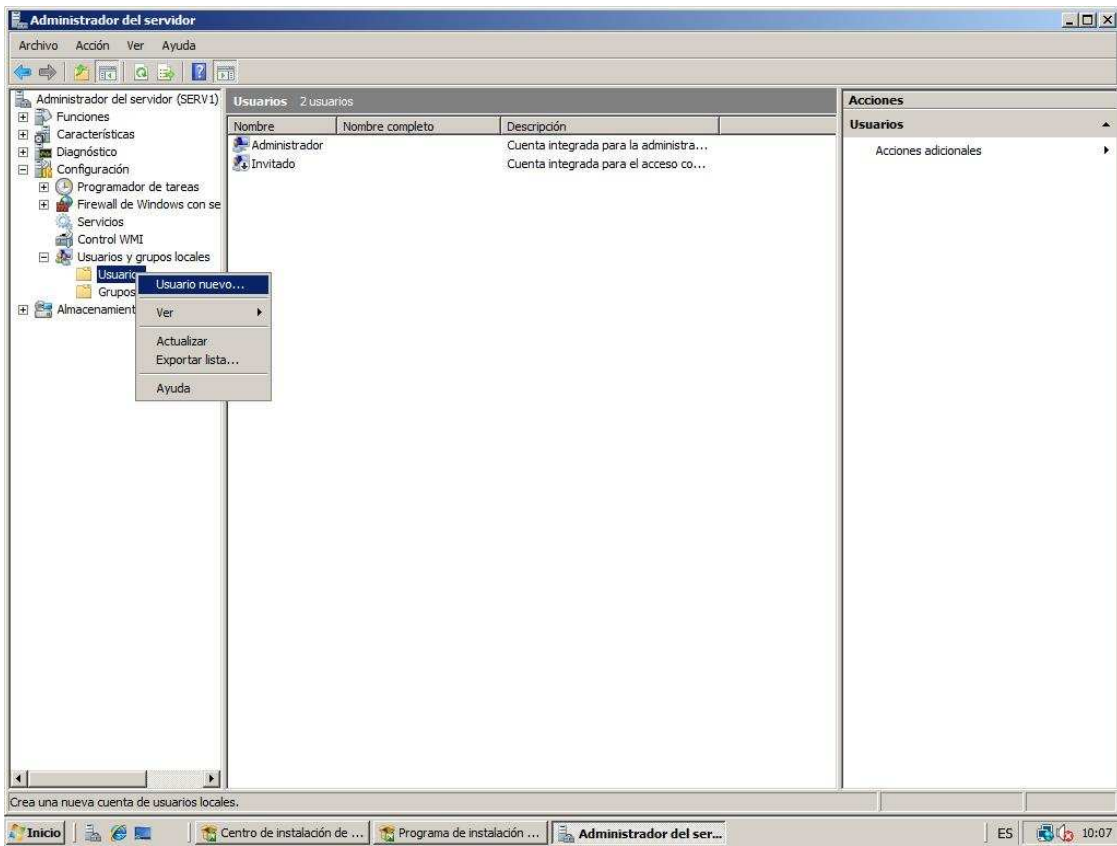 Administrador del servidor
Archivo Acción Ver Ayuda
Administrador del servidor (SERV1)
Funciones
Características
Diagnóstico
Configuración
Programador de tareas
Firewall de Windows con se
Servicios
Control WMI
Usuarios y grupos locales
Usuario
Grupos
Almacenamient
Usuario nuevo...
Ver
Actualizar
Exportar lista...
Ayuda
Usuarios 2 usuarios
Nombre Nombre completo Descripción
Administrador Cuenta integrada para la administra...
Invitado Cuenta integrada para el acceso co...
Acciones
Usuarios
Acciones adicionales
Crea una nueva cuenta de usuarios locales.
Inicio Centro de instalación de ... Programa de instalación ... Administrador del ser... ES 10:07